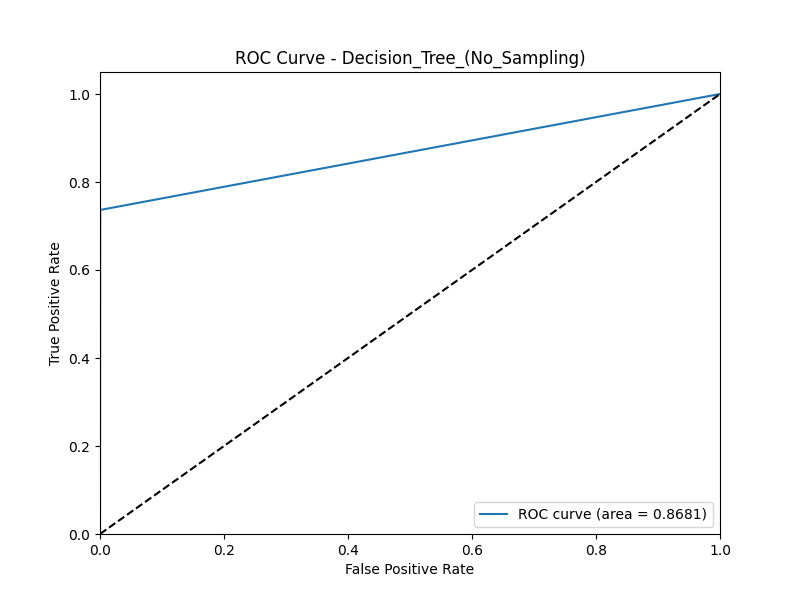 ROC Curve - Decision_Tree_(No_Sampling)
True Positive Rate
1.0
0.8
0.6
0.4
0.2
0.0
0.0 0.2 0.4 0.6 0.8 1.0
False Positive Rate
ROC curve (area = 0.8681)